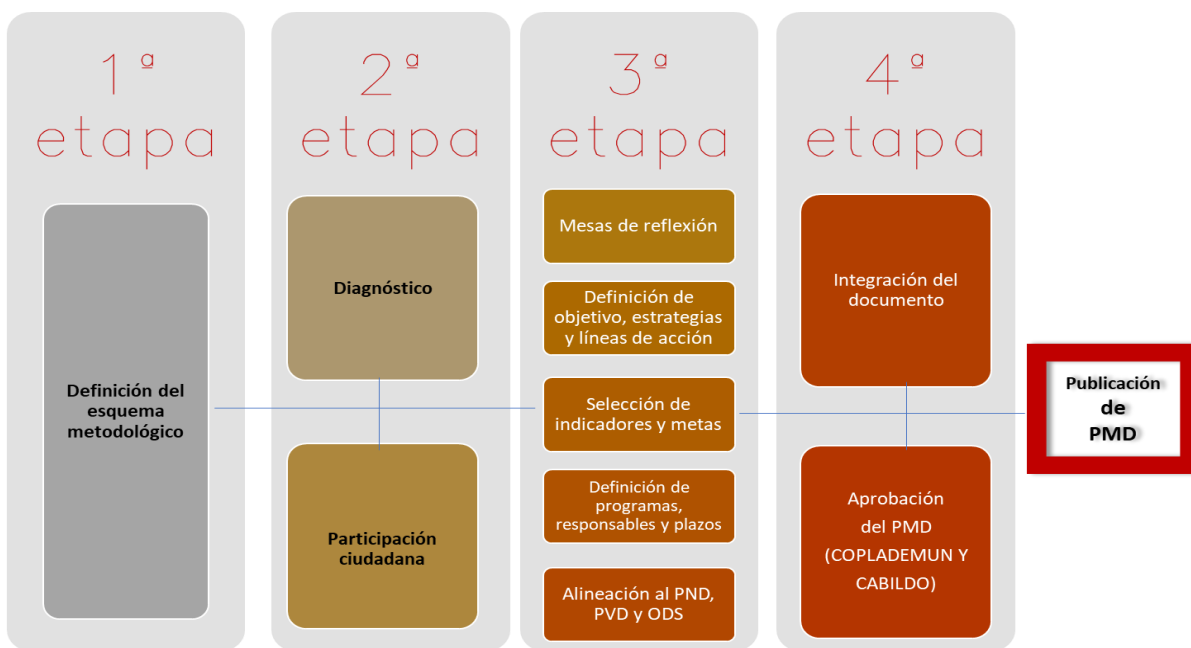 1ª
etapa
Definición del
esquema
metodológico
2ª
etapa
Diagnóstico
Participación
ciudadana
3ª
etapa
Mesas de reflexión
Definición de
objetivo, estrategias
y líneas de acción
Selección de
indicadores y metas
Definición de
programas,
responsables y plazos
Alineación al PND,
PVD y ODS
4ª
etapa
Integración del
documento
Aprobación
del PMD
(COPLADEMUN Y
CABILDO)
Publicación
de
PMD